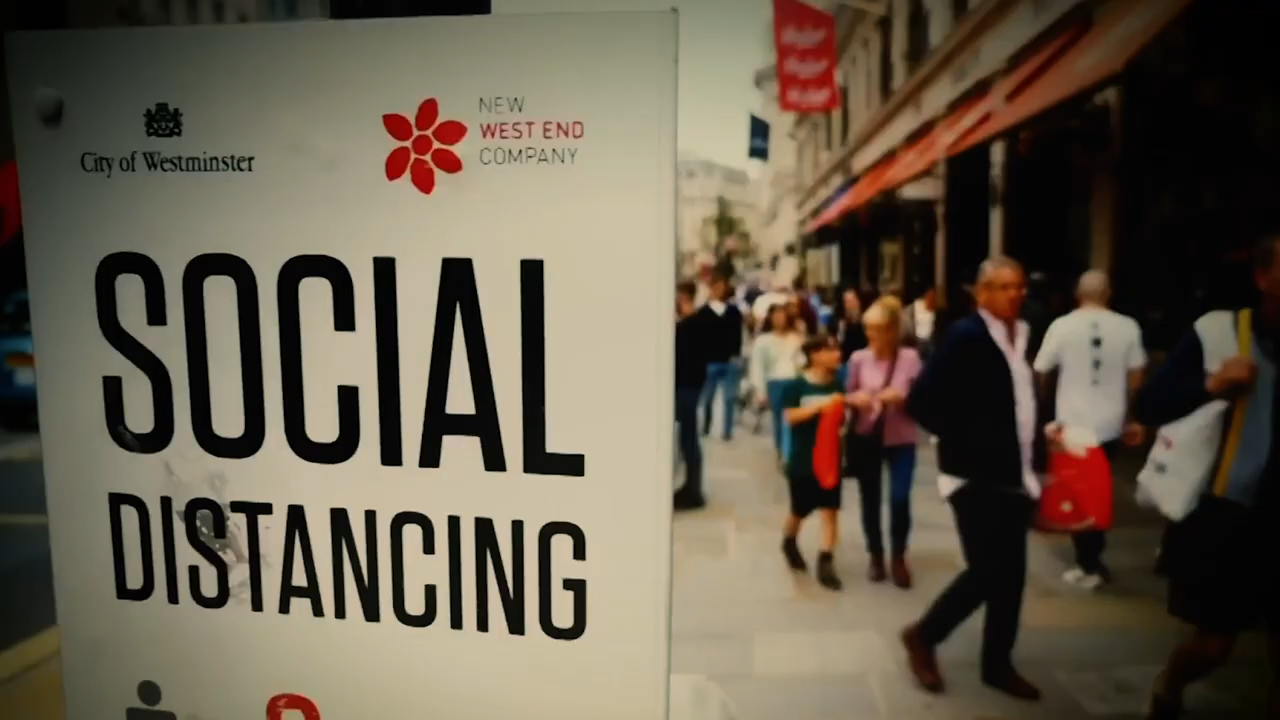 City of Westminster
NEW
WEST END
COMPANY
SOCIAL
DISTANCING